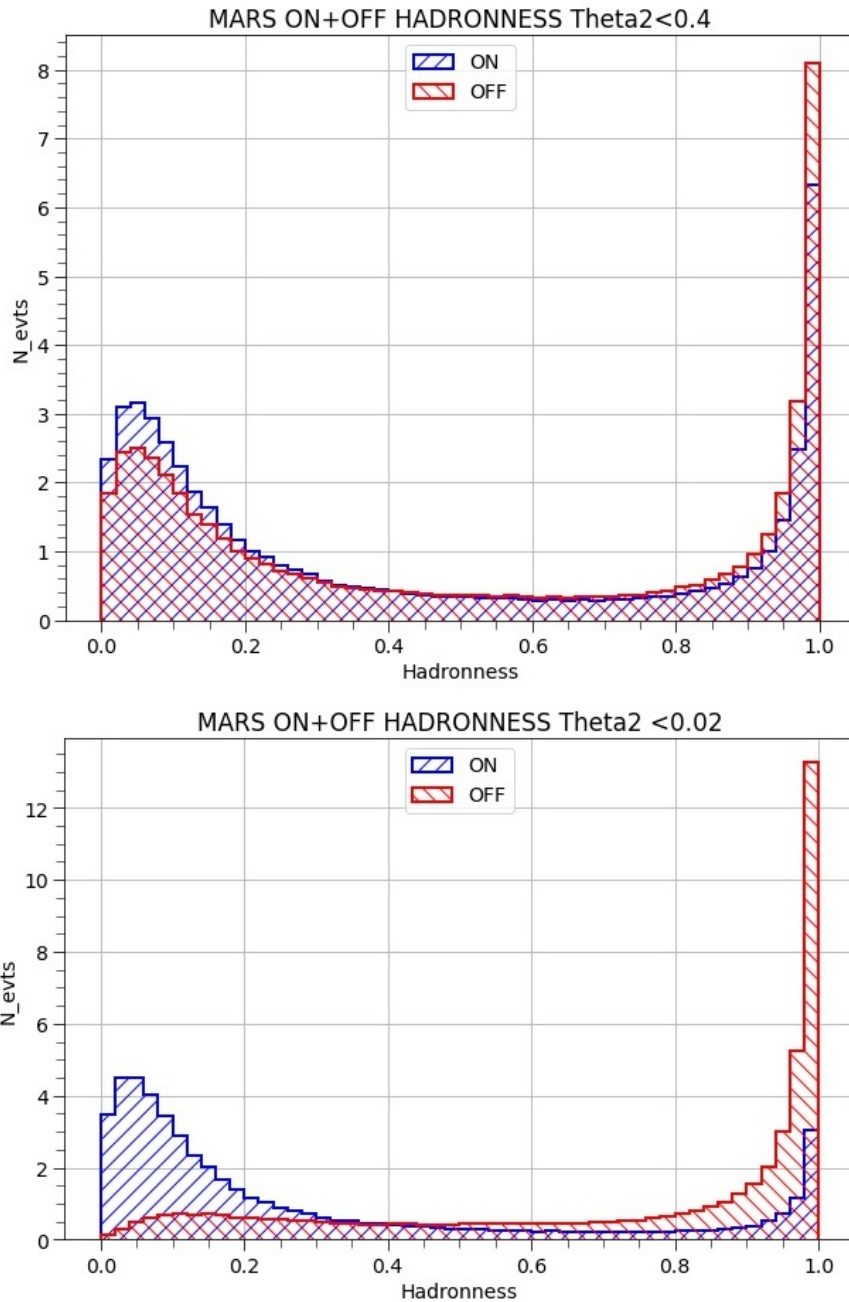 MARS ON+OFF HADRONNESS Theta2<0.4
ON
OFF
8
7
6
5
4
3
2
1
0
N_evts
0.0 0.2 0.4 0.6 0.8 1.0
Hadronness
MARS ON+OFF HADRONNESS Theta2 <0.02
ON
OFF
12
10
8
6
4
2
0
N_evts
0.0 0.2 0.4 0.6 0.8 1.0
Hadronness